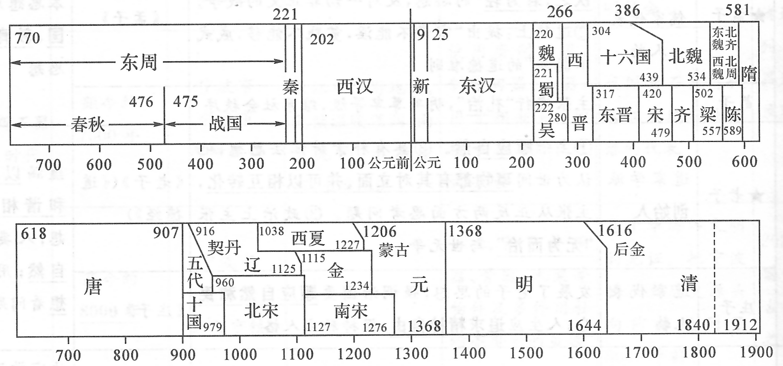 221 266 386 581
770 202 9 25 220 304 东魏 北齐
东周 西汉 东汉 魏 西 十六国 北魏 西魏 北周 隋
秦 新 221 439 534
蜀 317 420 502
476 475 222 280 东晋 宋 齐 梁 陈
春秋 战国 吴 晋 479 557 589
700 600 500 400 300 200 100 公元前 公元 100 200 300 400 500 600
618 907 916 1038 1206 1368 1616
契丹 西夏 1227 蒙古 后金
唐 五代 辽 1125 1115 金 元 明 清
960 1234
十国 979 北宋 南宋
1127 1276 1368 1644 1840 1912
700 800 900 1000 1100 1200 1300 1400 1500 1600 1700 1800 1900